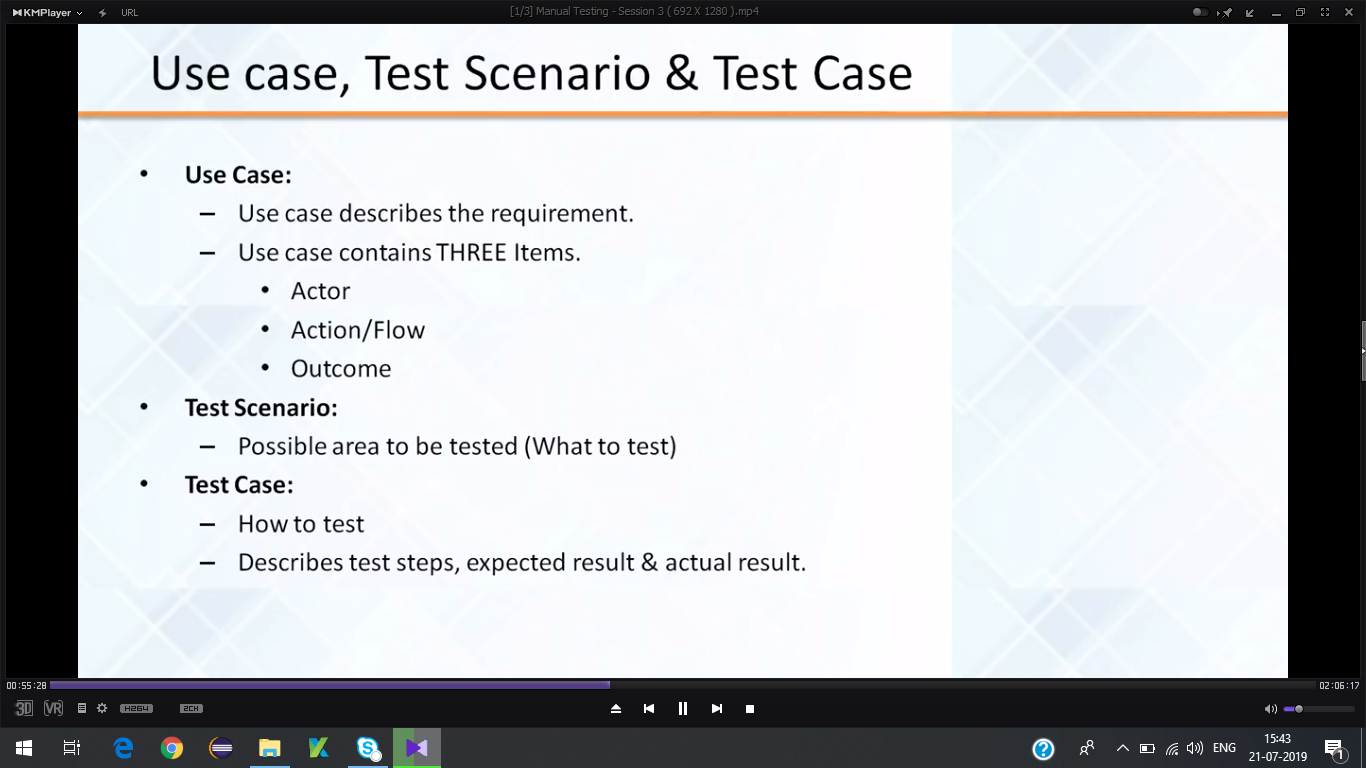 KMPlayer
URL
[1/3] Manual Testing - Session 3 ( 692 X 1280 ).mp4
Use case, Test Scenario & Test Case
• Use Case:
– Use case describes the requirement.
– Use case contains THREE Items.
• Actor
• Action/Flow
• Outcome
• Test Scenario:
– Possible area to be tested (What to test)
• Test Case:
– How to test
– Describes test steps, expected result & actual result.
00:55:28
02:06:17
3D VR H264 2CH
ENG
15:43
21-07-2019
1